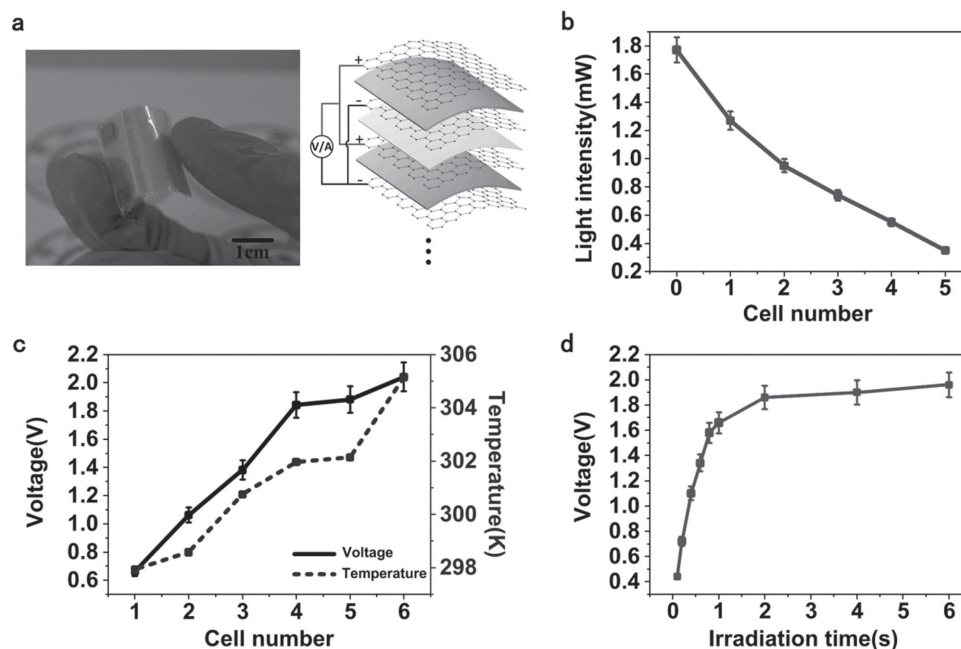 a
1cm
+
-
+
-
V/A
b
Light intensity(mW)
1.8
1.6
1.4
1.2
1.0
0.8
0.6
0.4
0.2
0 1 2 3 4 5
Cell number
c
Voltage(V)
2.2
2.0
1.8
1.6
1.4
1.2
1.0
0.8
0.6
306
304
302
300
298
Temperature(K)
Voltage
Temperature
1 2 3 4 5 6
Cell number
d
Voltage(V)
2.2
2.0
1.8
1.6
1.4
1.2
1.0
0.8
0.6
0.4
0 1 2 3 4 5 6
Irradiation time(s)